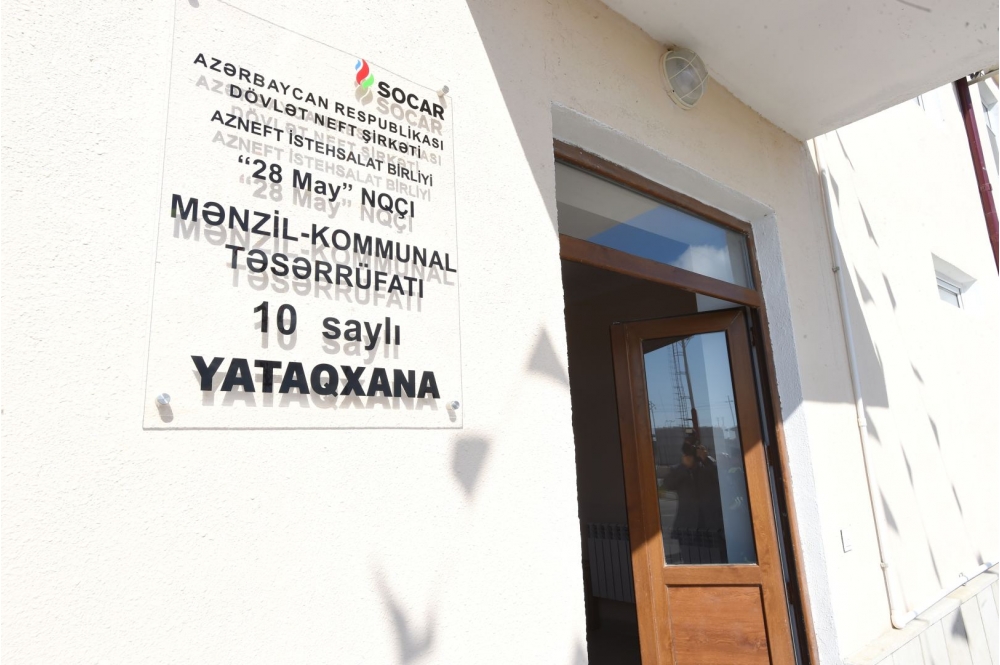 SOCAR
AZƏRBAYCAN RESPUBLİKASI
DÖVLƏT NEFT ŞİRKƏTİ
AZNEFT İSTEHSALAT BİRLİYİ
“28 May” NQÇI
MƏNZİL-KOMMUNAL
TƏSƏRRÜFATI
10 saylı
YATAQXANA